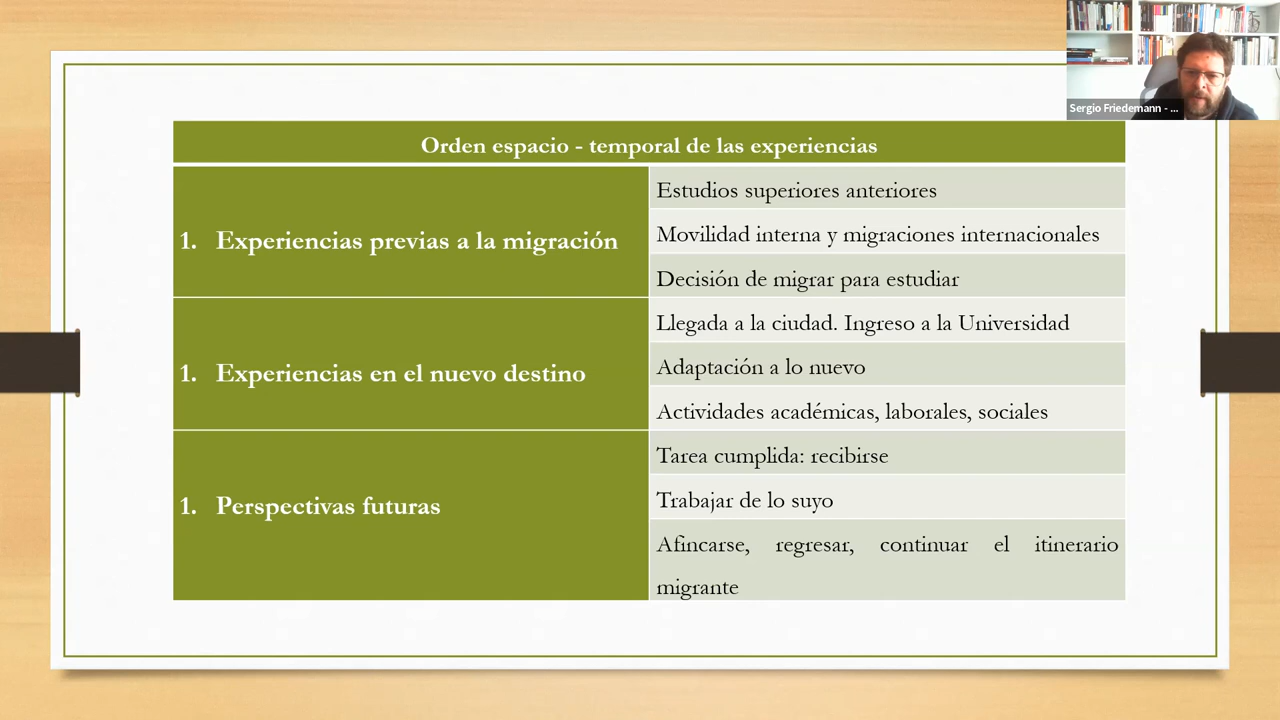 Sergio Friedemann - ...
Orden espacio - temporal de las experiencias
1. Experiencias previas a la migración
Estudios superiores anteriores
Movilidad interna y migraciones internacionales
Decisión de migrar para estudiar
1. Experiencias en el nuevo destino
Llegada a la ciudad. Ingreso a la Universidad
Adaptación a lo nuevo
Actividades académicas, laborales, sociales
1. Perspectivas futuras
Tarea cumplida: recibirse
Trabajar de lo suyo
Afincarse, regresar, continuar el itinerario
migrante